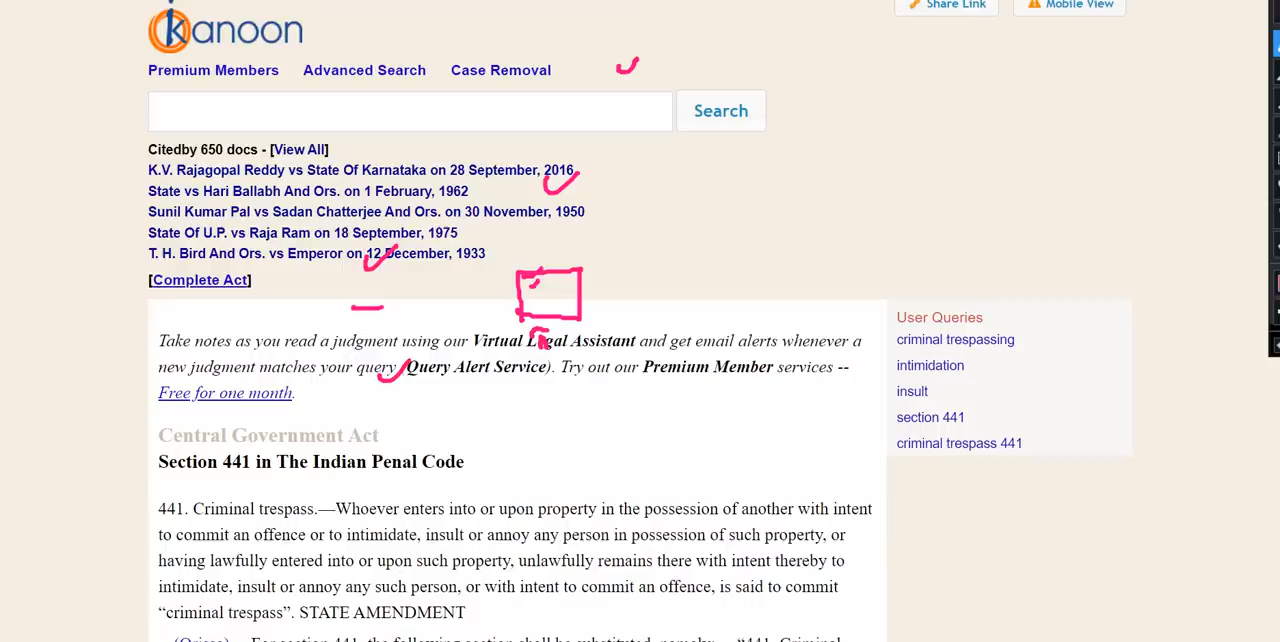 Share Link
Mobile View
kanoon
Premium Members Advanced Search Case Removal
Search
Citedby 650 docs - [View All]
K.V. Rajagopal Reddy vs State Of Karnataka on 28 September, 2016
State vs Hari Ballabh And Ors. on 1 February, 1962
Sunil Kumar Pal vs Sadan Chatterjee And Ors. on 30 November, 1950
State Of U.P. vs Raja Ram on 18 September, 1975
T. H. Bird And Ors. vs Emperor on 12 December, 1933
[Complete Act]
Take notes as you read a judgment using our Virtual Legal Assistant and get email alerts whenever a
new judgment matches your query (Query Alert Service). Try out our Premium Member services --
Free for one month.
Central Government Act
Section 441 in The Indian Penal Code
441. Criminal trespass.—Whoever enters into or upon property in the possession of another with intent
to commit an offence or to intimidate, insult or annoy any person in possession of such property, or
having lawfully entered into or upon such property, unlawfully remains there with intent thereby to
intimidate, insult or annoy any such person, or with intent to commit an offence, is said to commit
“criminal trespass”. STATE AMENDMENT
User Queries
criminal trespassing
intimidation
insult
section 441
criminal trespass 441